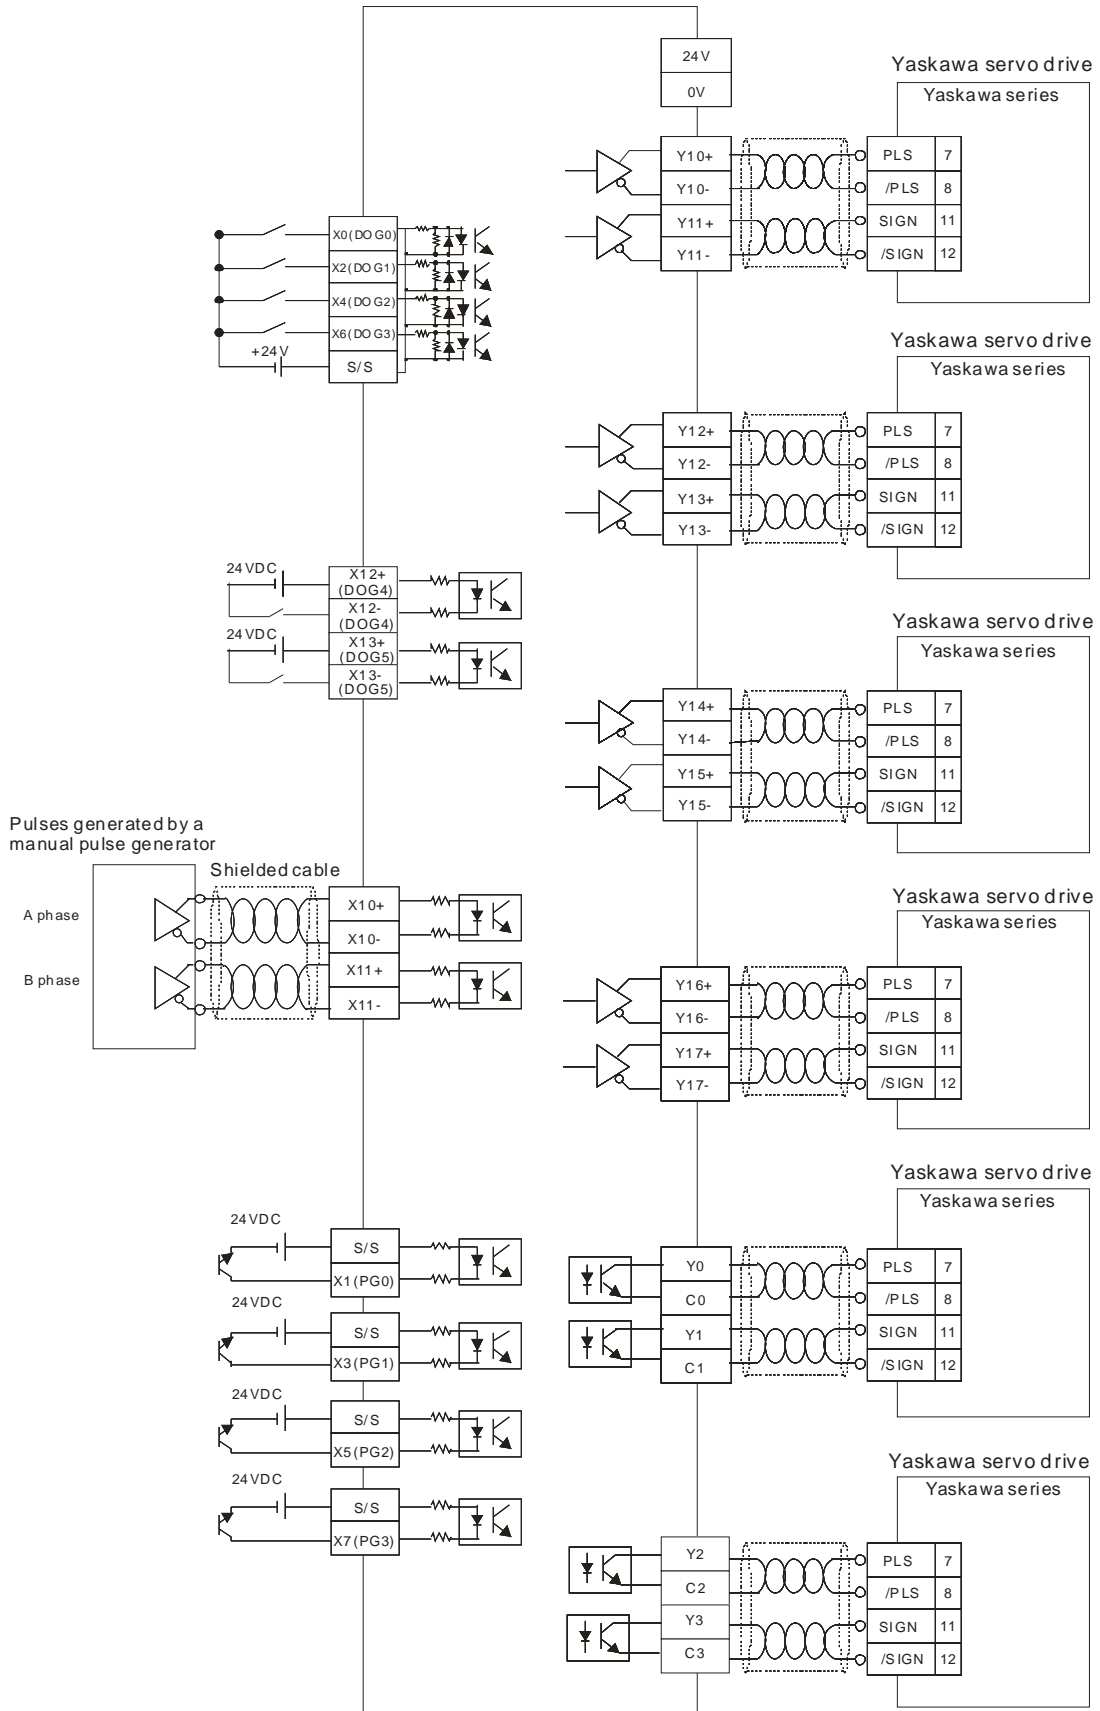 24V
0V
Yaskawa servo drive
Yaskawa series
Y10+ PLS 7
Y10- /PLS 8
Y11+ SIGN 11
Y11- /SIGN 12
X0(DOG0)
X2(DOG1)
X4(DOG2)
X6(DOG3)
+24V
S/S
Yaskawa servo drive
Yaskawa series
Y12+ PLS 7
Y12- /PLS 8
Y13+ SIGN 11
Y13- /SIGN 12
24VDC
X12+
(DOG4)
X12-
(DOG4)
24VDC
X13+
(DOG5)
X13-
(DOG5)
Yaskawa servo drive
Yaskawa series
Y14+ PLS 7
Y14- /PLS 8
Y15+ SIGN 11
Y15- /SIGN 12
Pulses generated by a
manual pulse generator
Shielded cable
A phase
B phase
X10+
X10-
X11+
X11-
Yaskawa servo drive
Yaskawa series
Y16+ PLS 7
Y16- /PLS 8
Y17+ SIGN 11
Y17- /SIGN 12
24VDC
S/S
X1(PG0)
24VDC
S/S
X3(PG1)
24VDC
S/S
X5(PG2)
24VDC
S/S
X7(PG3)
Yaskawa servo drive
Yaskawa series
Y0 PLS 7
C0 /PLS 8
Y1 SIGN 11
C1 /SIGN 12
Yaskawa servo drive
Yaskawa series
Y2 PLS 7
C2 /PLS 8
Y3 SIGN 11
C3 /SIGN 12